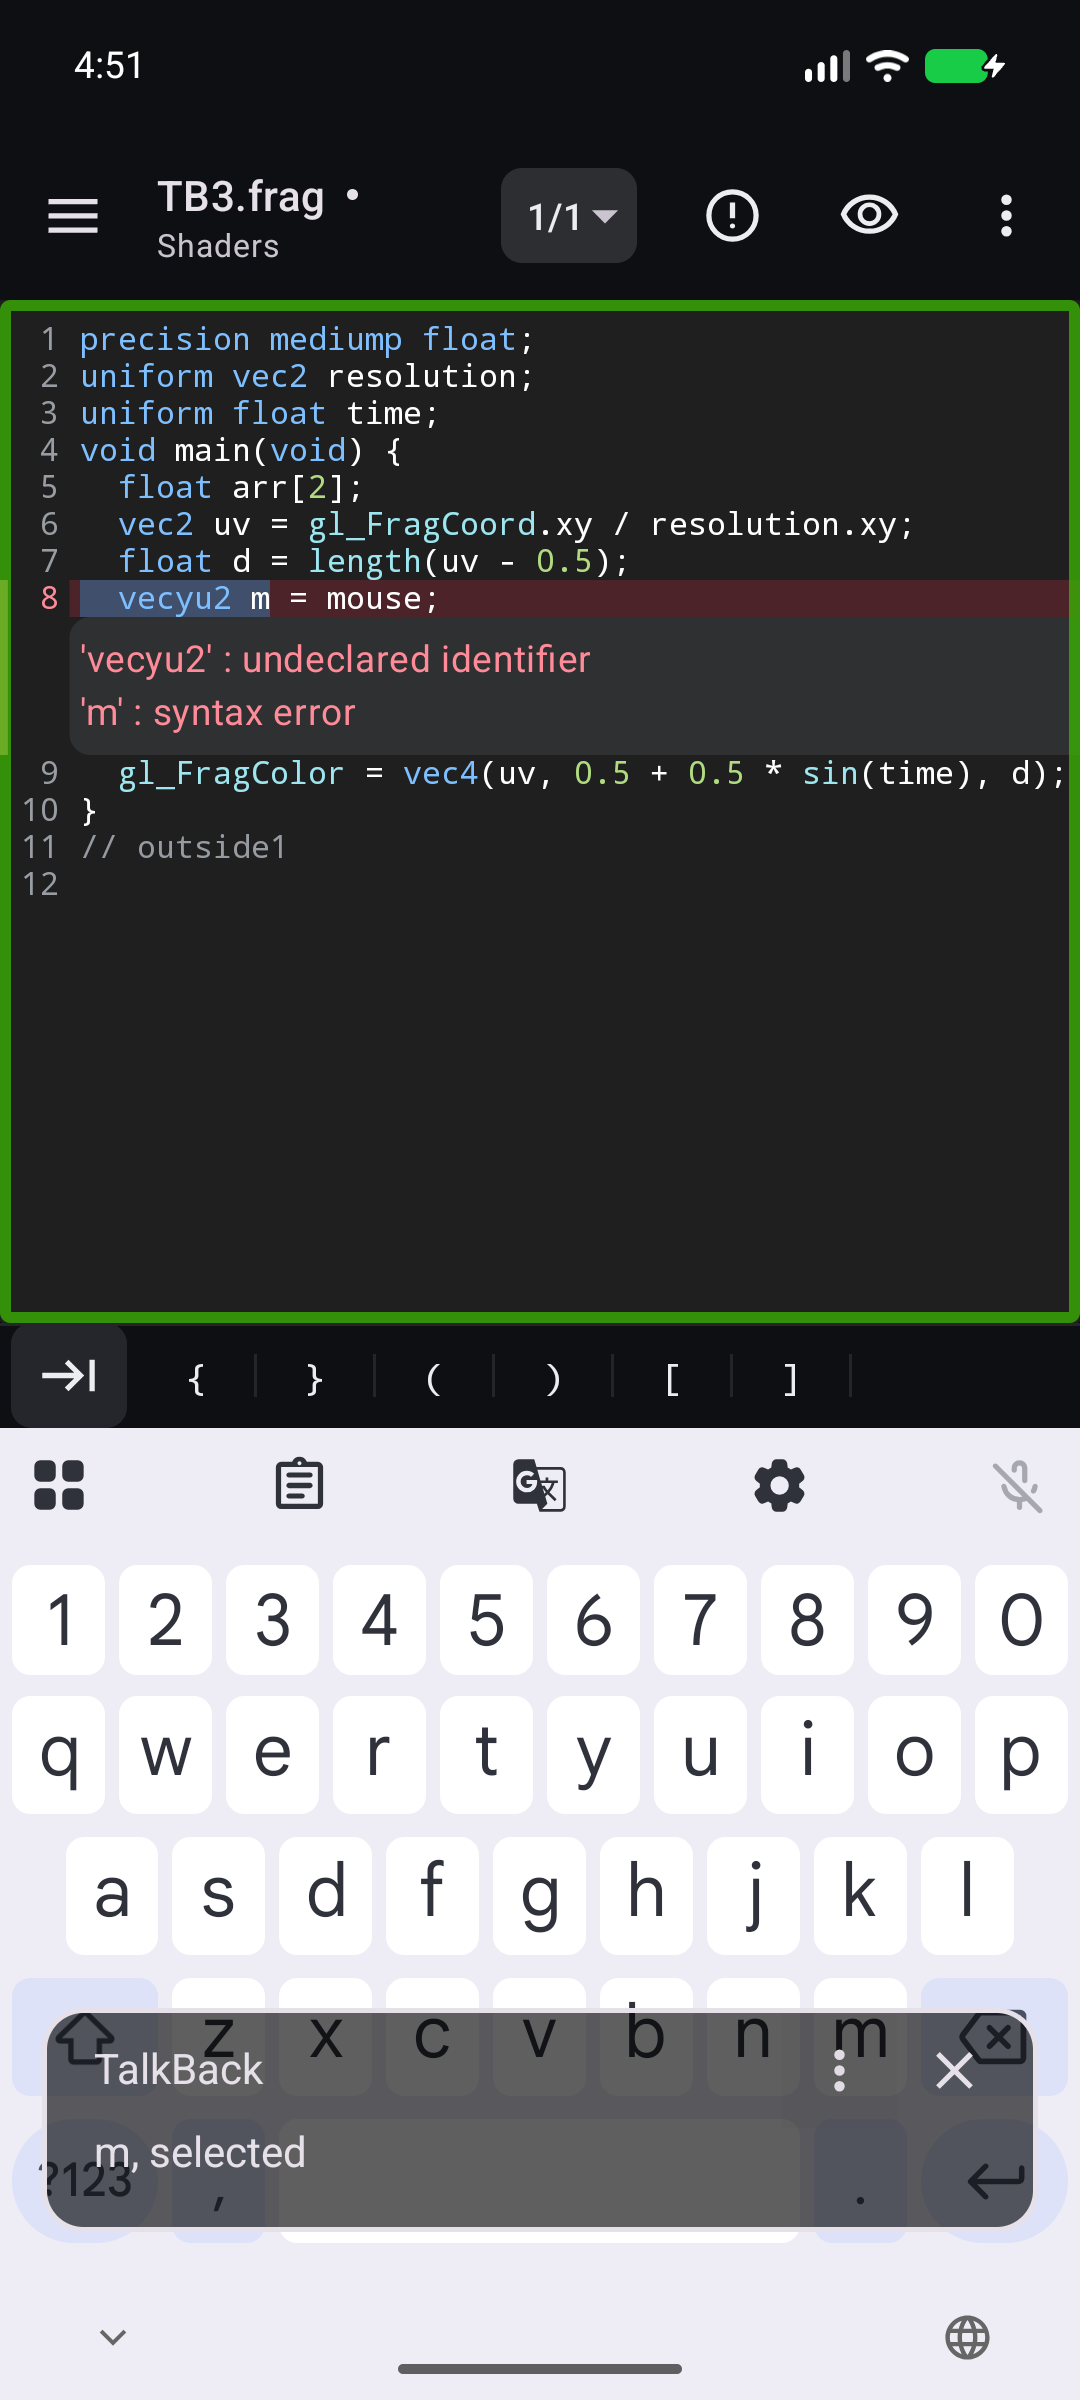 4:51
TB3.frag •
Shaders
1/1
1 precision mediump float;
2 uniform vec2 resolution;
3 uniform float time;
4 void main(void) {
5   float arr[2];
6   vec2 uv = gl_FragCoord.xy / resolution.xy;
7   float d = length(uv - 0.5);
8   vecyu2 m = mouse;
'vecyu2' : undeclared identifier
'm' : syntax error
9   gl_FragColor = vec4(uv, 0.5 + 0.5 * sin(time), d);
10 }
11 // outside1
12
{ } ( ) [ ]
1 2 3 4 5 6 7 8 9 0
q w e r t y u i o p
a s d f g h j k l
z x c v b n m
TalkBack
m, selected
?123 , .